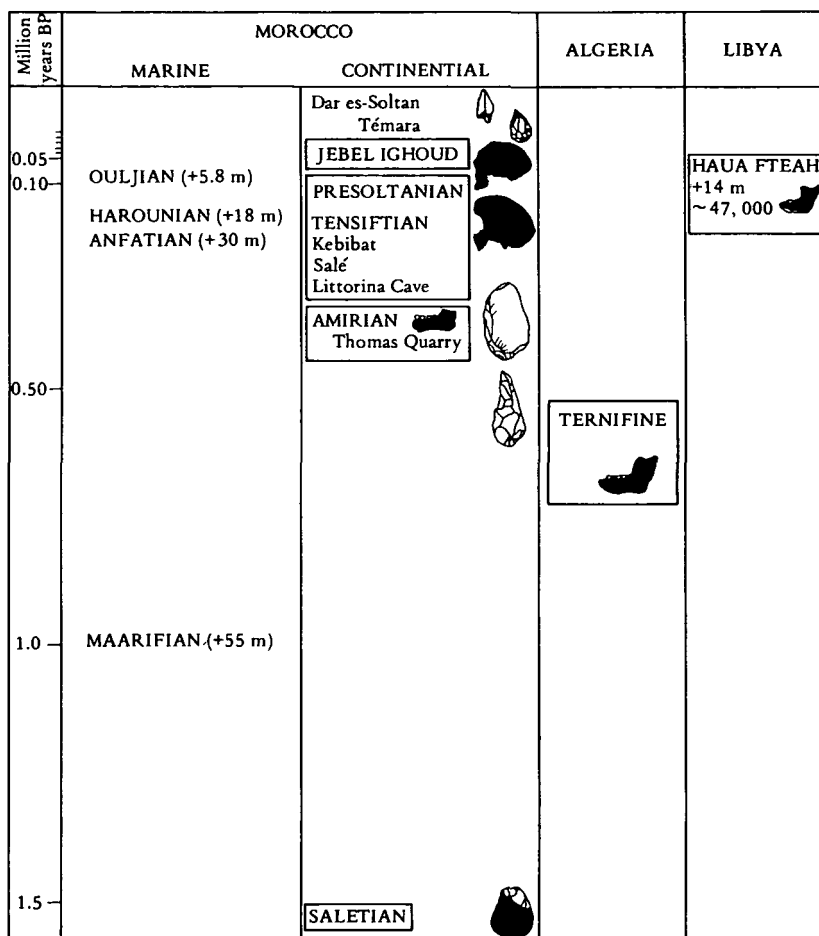 Million
years BP
MOROCCO
MARINE
CONTINENTIAL
ALGERIA
LIBYA
0.05
0.10
0.50
1.0
1.5
OULJIAN (+5.8 m)
HAROUNIAN (+18 m)
ANFATIAN (+30 m)
MAARIFIAN (+55 m)
Dar es-Soltan
Témara
JEBEL IGHOUD
PRESOLTANIAN
TENSIFTIAN
Kebibat
Salé
Littorina Cave
AMIRIAN
Thomas Quarry
SALETIAN
TERNIFINE
HAUA FTEAH
+14 m
~47, 000